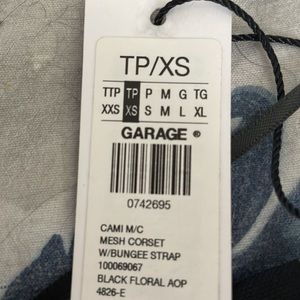 TP/XS
TTP TP P M G TG
XXS XS S M L XL
GARAGE ®
0742695
CAMI M/C
MESH CORSET
W/BUNGEE STRAP
100069067
BLACK FLORAL AOP
4826-E